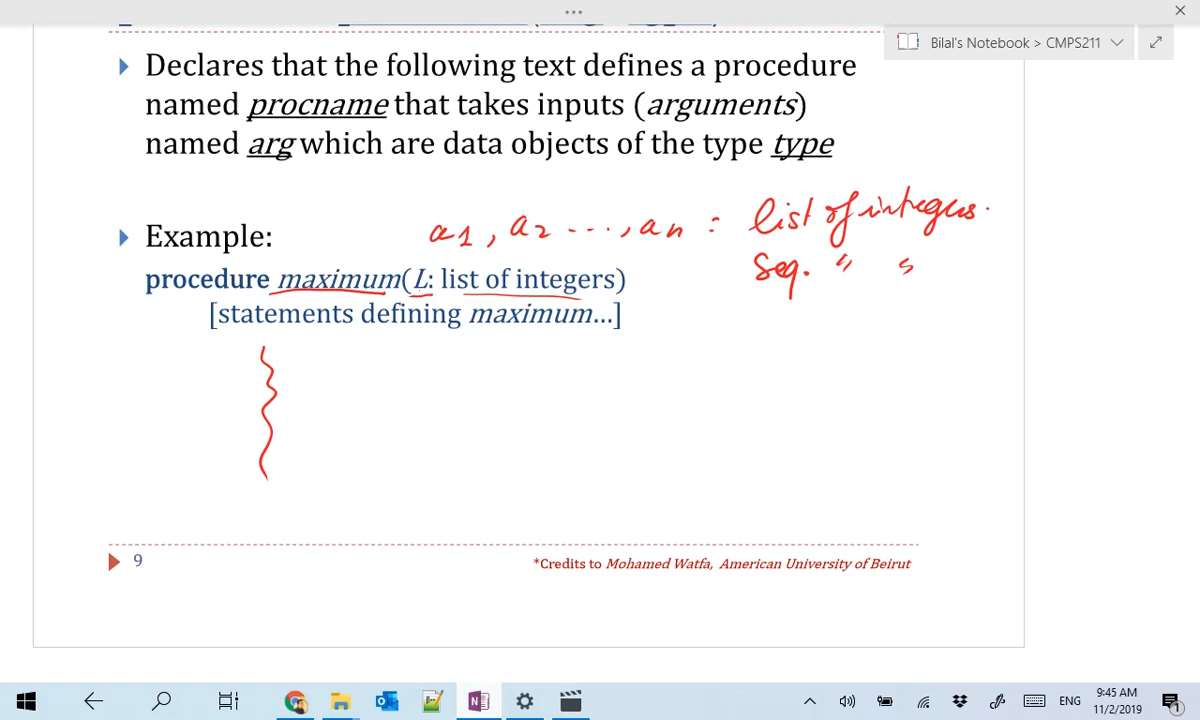 Bilal's Notebook > CMPS211
Declares that the following text defines a procedure
named procname that takes inputs (arguments)
named arg which are data objects of the type type
a1, a2 ..., an : list of integers.
Seq. " "
Example:
procedure maximum(L: list of integers)
[statements defining maximum...]
9
*Credits to Mohamed Watfa, American University of Beirut
ENG
9:45 AM
11/2/2019
1